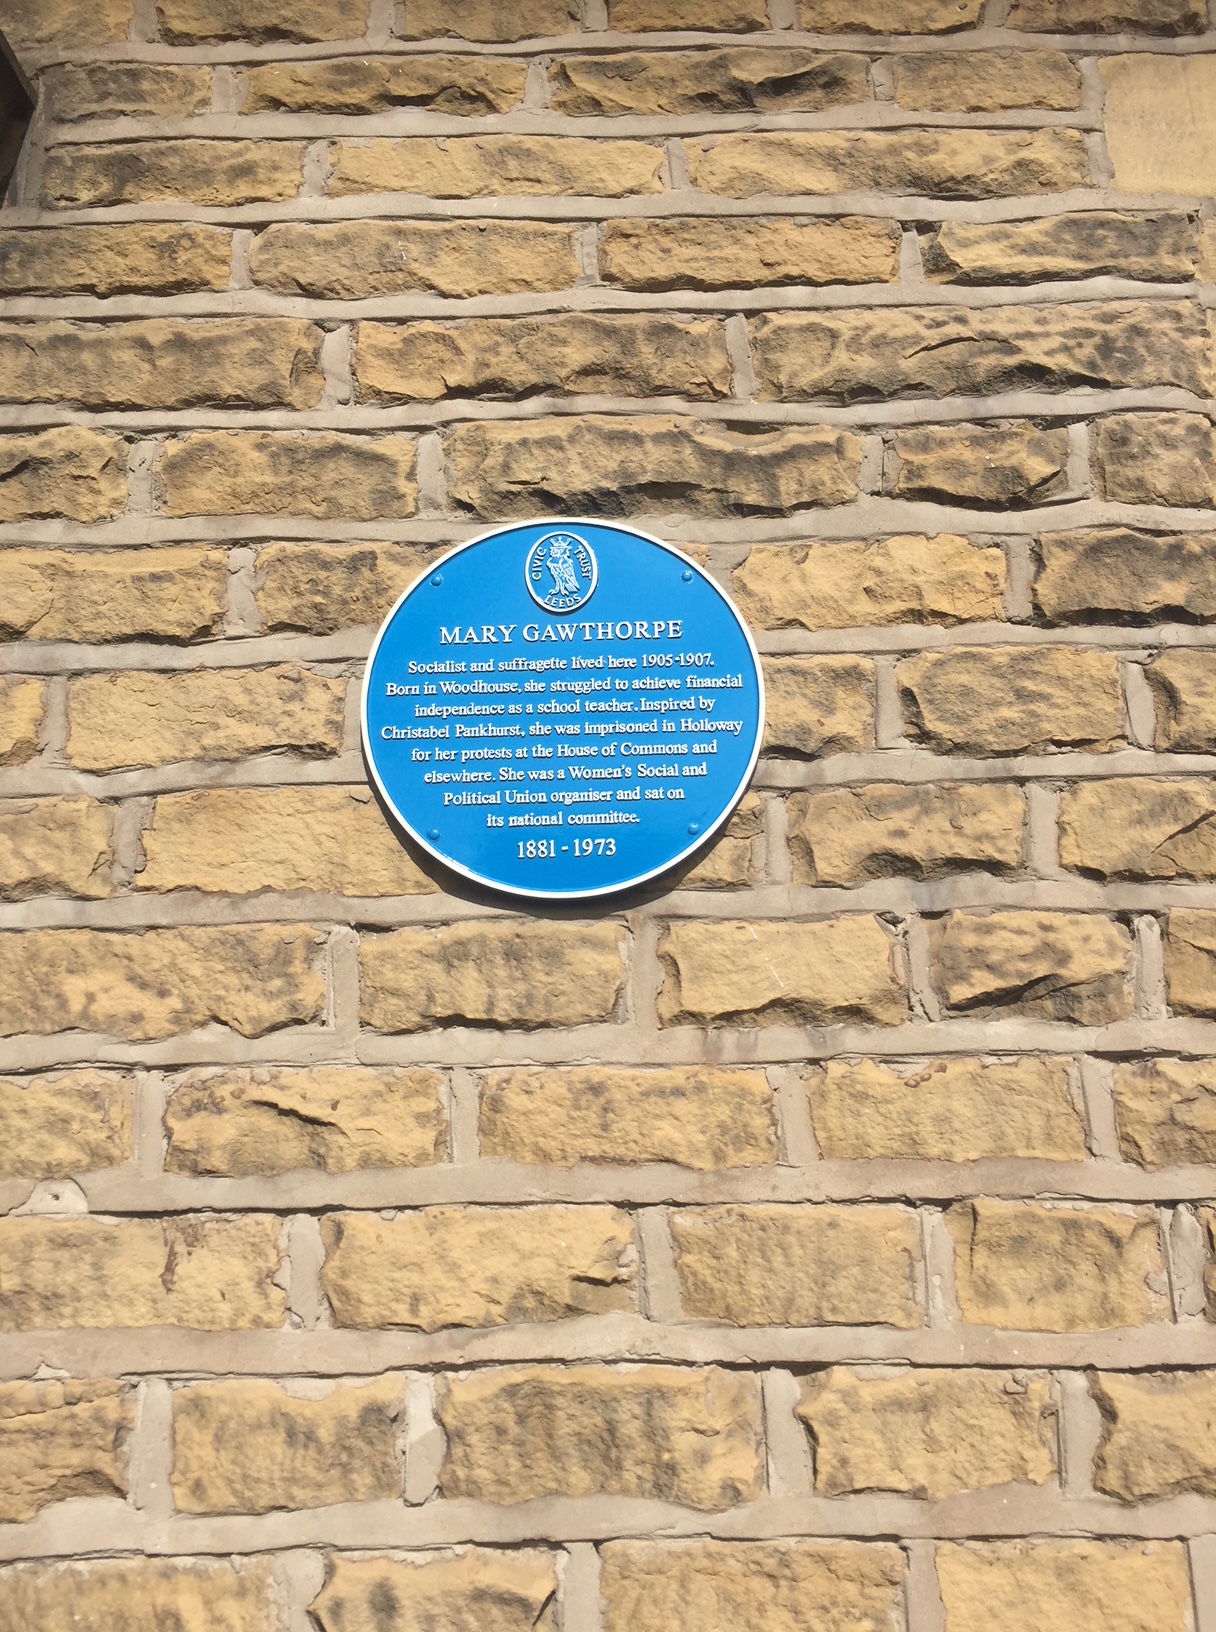 CIVIC TRUST
LEEDS
MARY GAWTHORPE
Socialist and suffragette lived here 1905-1907.
Born in Woodhouse, she struggled to achieve financial
independence as a school teacher. Inspired by
Christabel Pankhurst, she was imprisoned in Holloway
for her protests at the House of Commons and
elsewhere. She was a Women's Social and
Political Union organiser and sat on
its national committee.
1881 - 1973